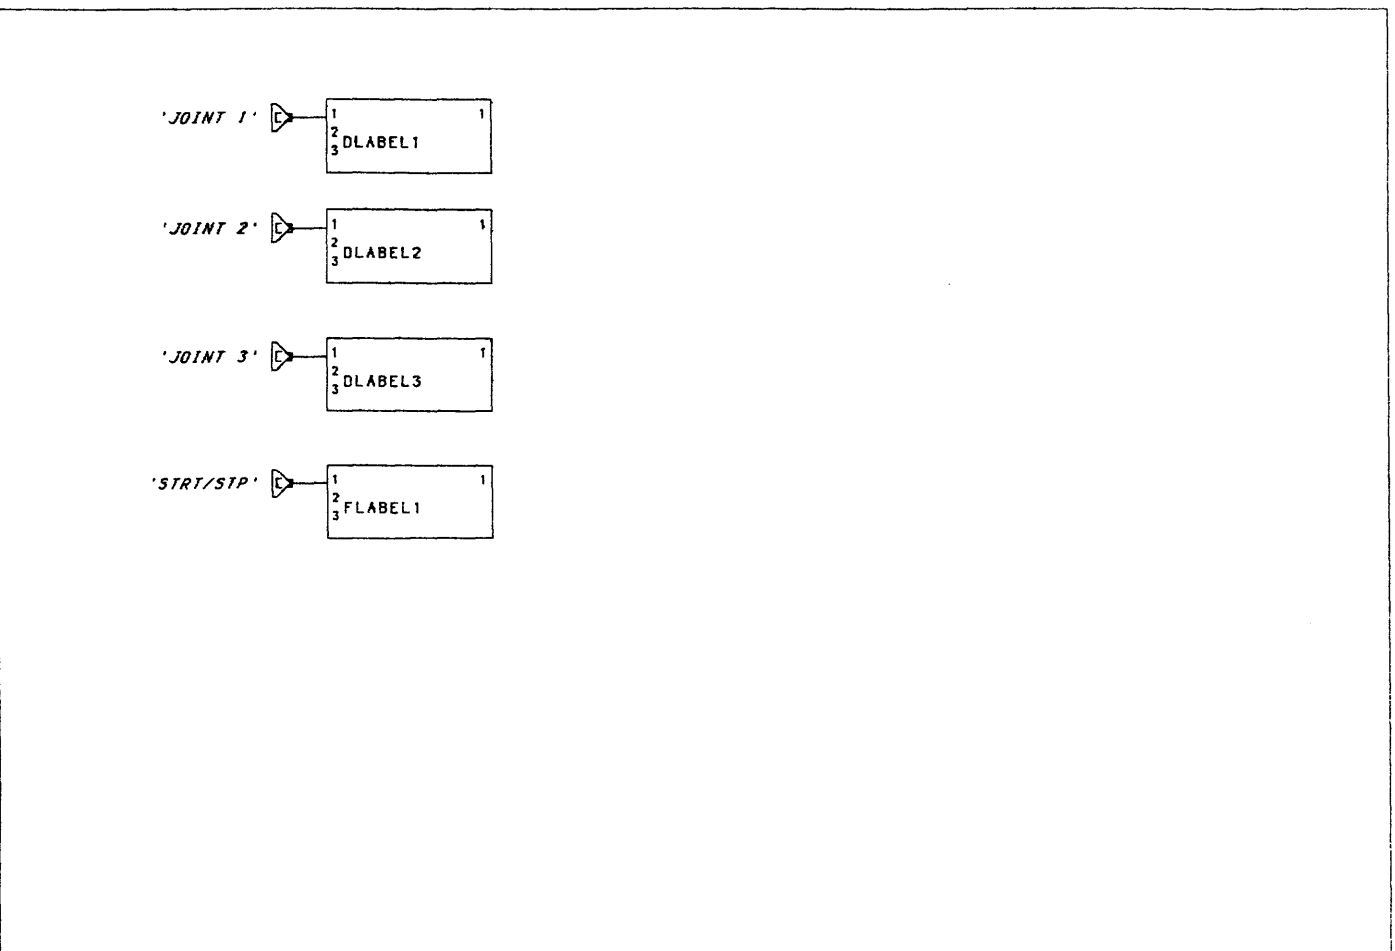 'JOINT 1' C 1 1
2
3 DLABEL1
'JOINT 2' C 1 1
2
3 DLABEL2
'JOINT 3' C 1 1
2
3 DLABEL3
'STRT/STP' C 1 1
2
3 FLABEL1